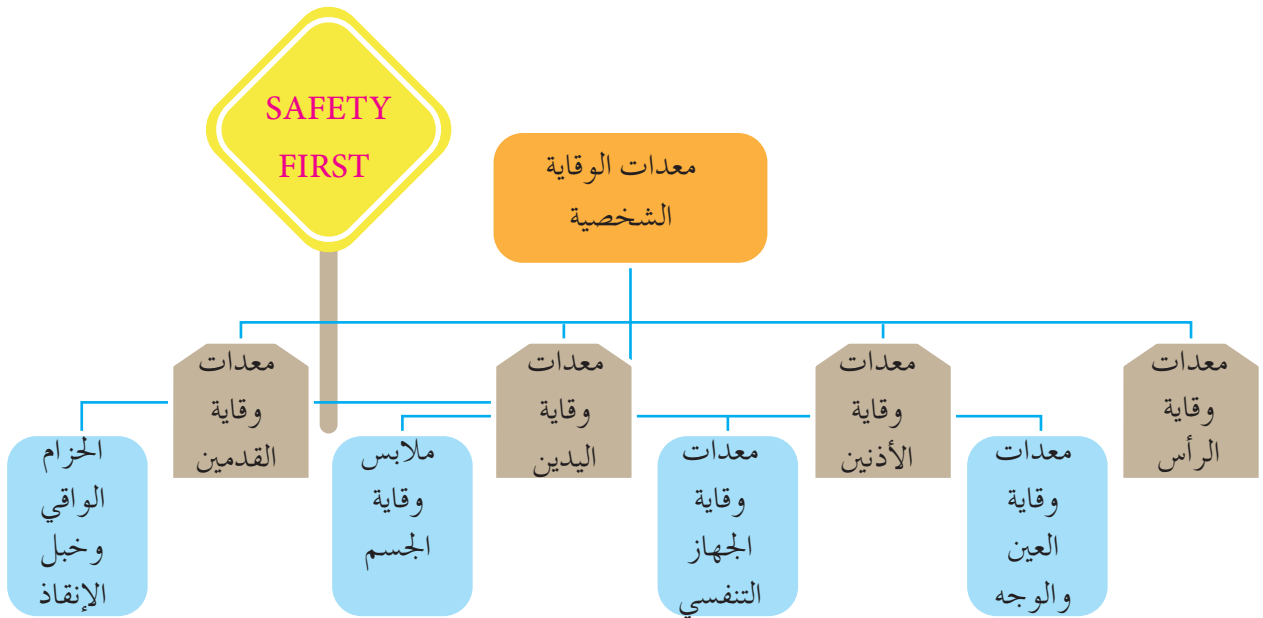 SAFETY
FIRST
معدات الوقاية
الشخصية
معدات
وقاية
الرأس
معدات
وقاية
الأذنين
معدات
وقاية
اليدين
معدات
وقاية
القدمين
معدات
وقاية
العين
والوجه
معدات
وقاية
الجهاز
التنفسي
ملابس
وقاية
الجسم
الحزام
الواقي
وخبل
الإنقاذ